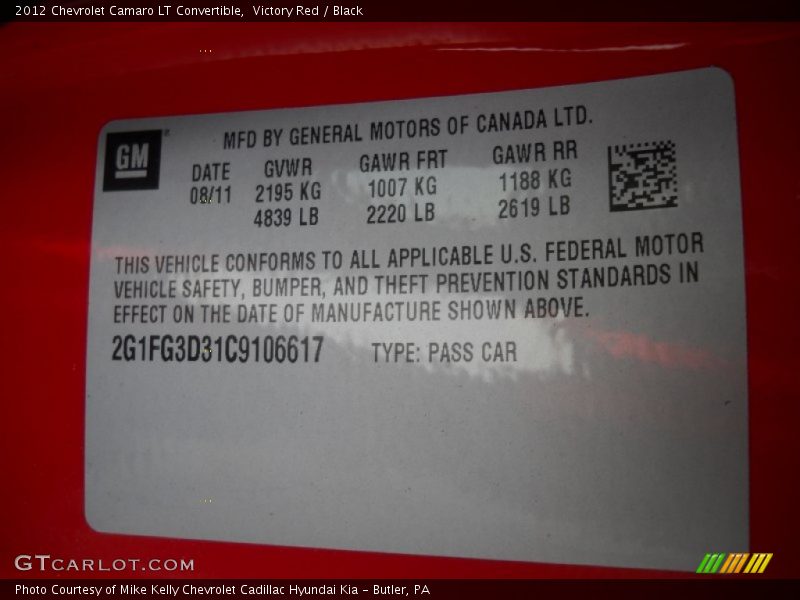 2012 Chevrolet Camaro LT Convertible, Victory Red / Black
MFD BY GENERAL MOTORS OF CANADA LTD.
GM
DATE GVWR GAWR FRT GAWR RR
08/11 2195 KG 1007 KG 1188 KG
4839 LB 2220 LB 2619 LB
THIS VEHICLE CONFORMS TO ALL APPLICABLE U.S. FEDERAL MOTOR
VEHICLE SAFETY, BUMPER, AND THEFT PREVENTION STANDARDS IN
EFFECT ON THE DATE OF MANUFACTURE SHOWN ABOVE.
2G1FG3D31C9106617 TYPE: PASS CAR
GTCARLOT.COM
Photo Courtesy of Mike Kelly Chevrolet Cadillac Hyundai Kia - Butler, PA